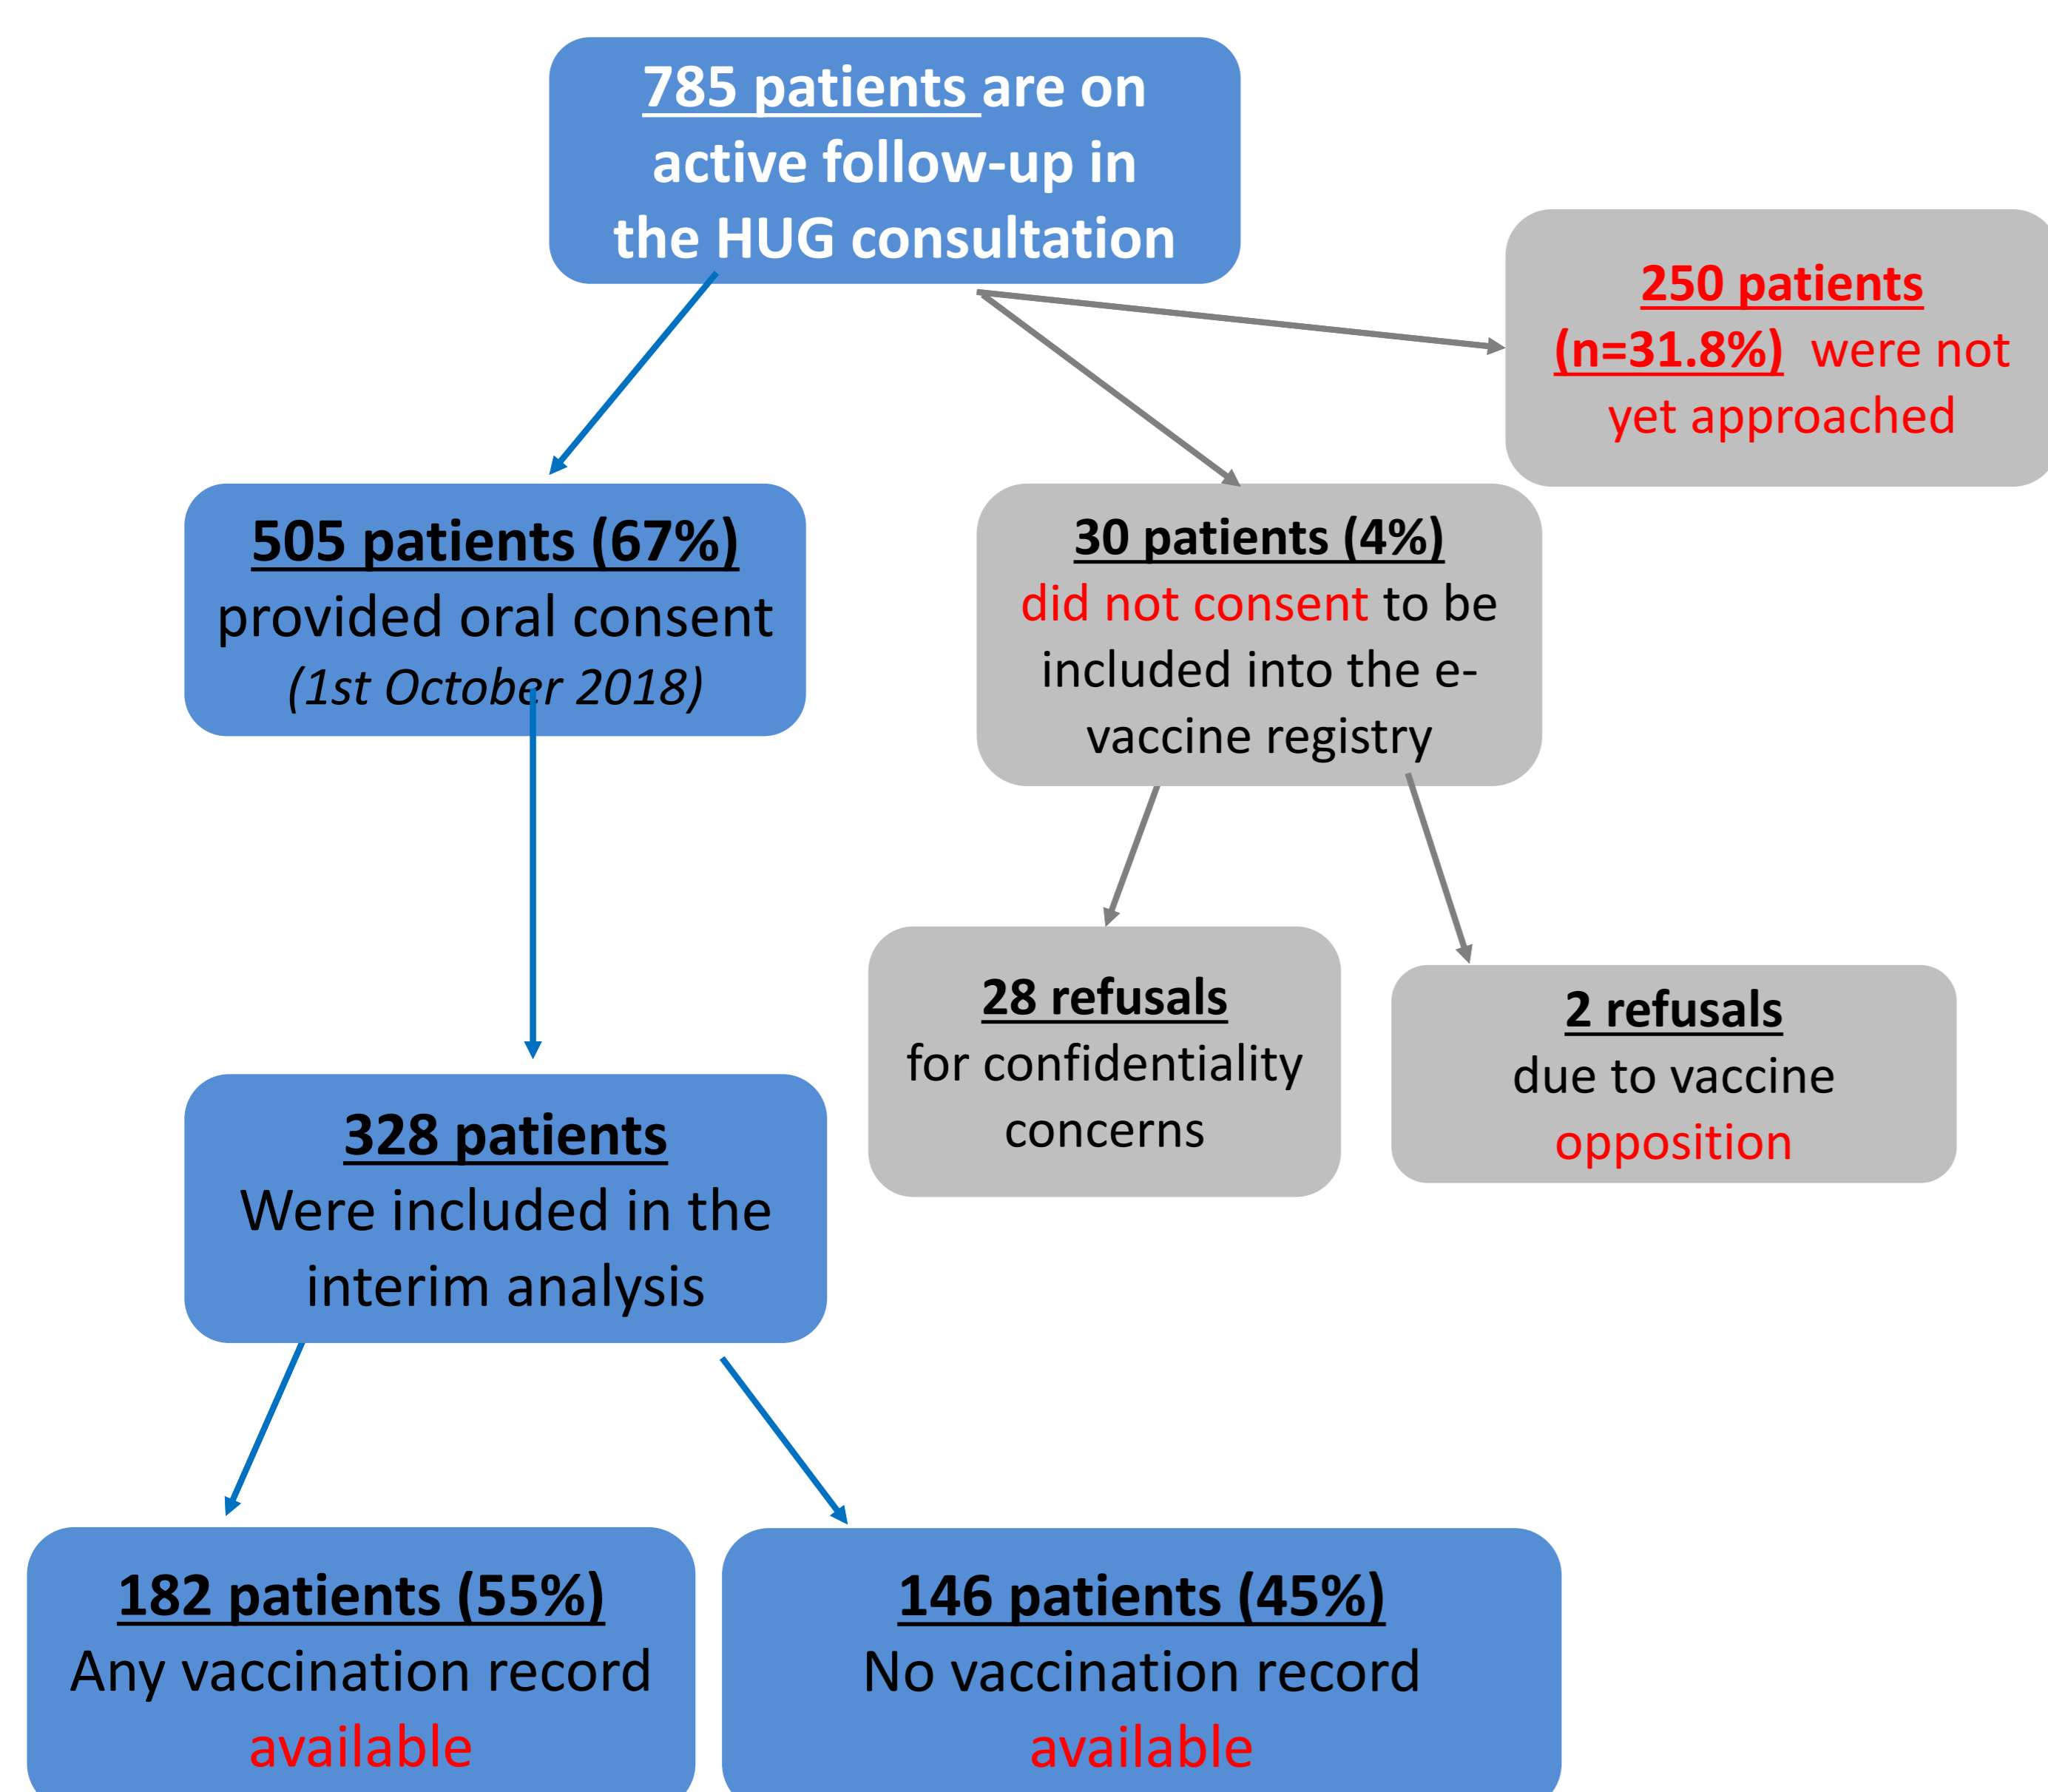 785 patients are on
active follow-up in
the HUG consultation
250 patients
(n=31.8%) were not
yet approached
505 patients (67%)
provided oral consent
(1st October 2018)
30 patients (4%)
did not consent to be
included into the e-
vaccine registry
28 refusals
for confidentiality
concerns
2 refusals
due to vaccine
opposition
328 patients
Were included in the
interim analysis
182 patients (55%)
Any vaccination record
available
146 patients (45%)
No vaccination record
available